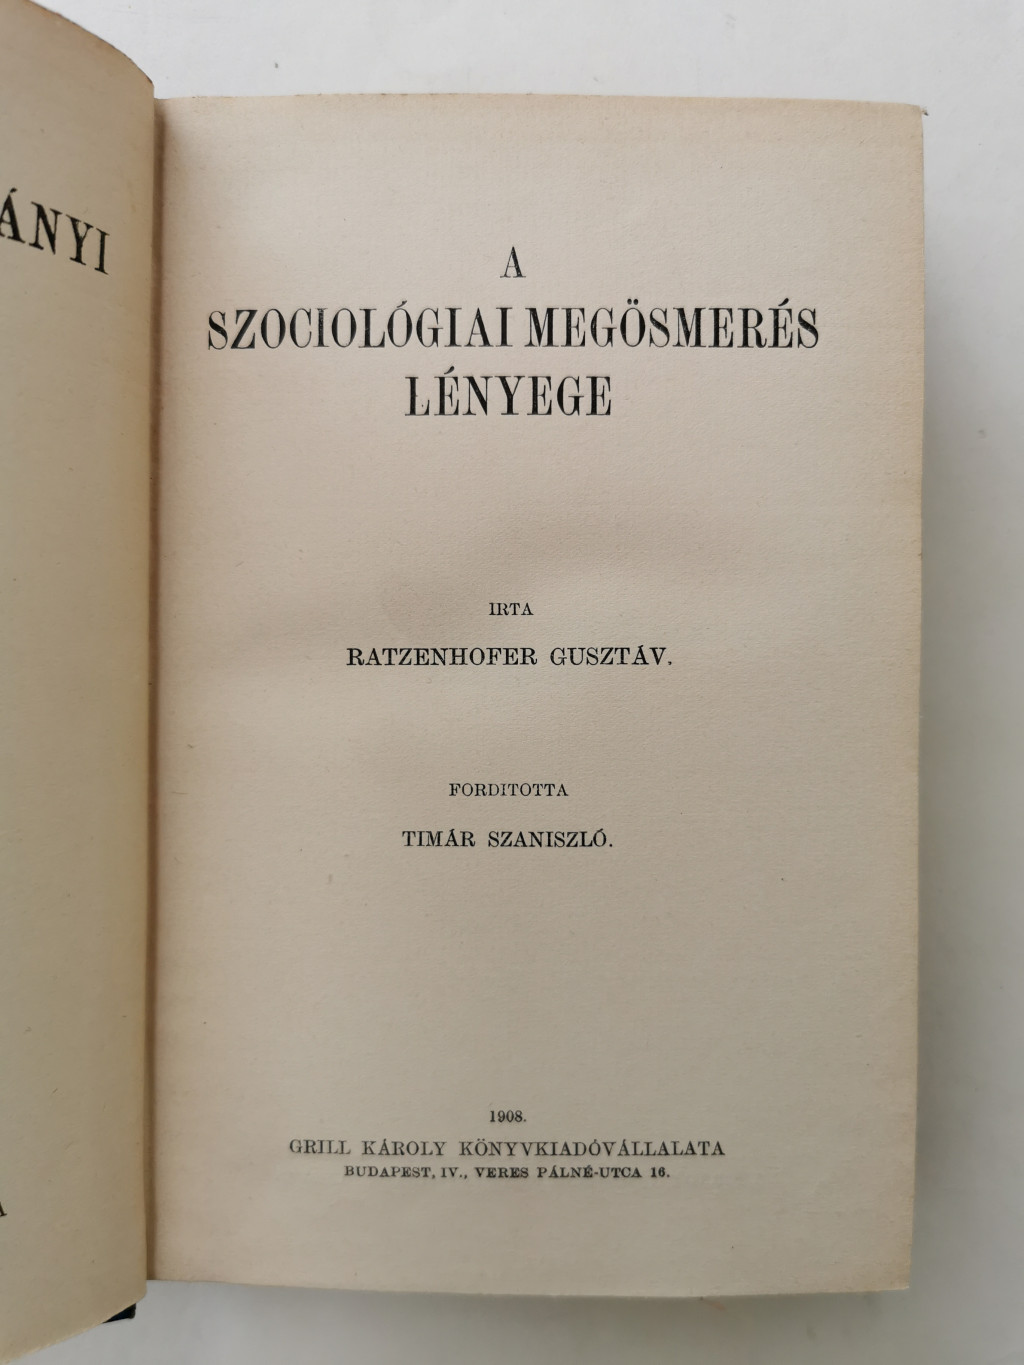 ÁNYI
A
SZOCIOLÓGIAI MEGÖSMERÉS
LÉNYEGE
IRTA
RATZENHOFER GUSZTÁV.
FORDITOTTA
TIMÁR SZANISZLÓ.
1908.
GRILL KÁROLY KÖNYVKIADÓVÁLLALATA
BUDAPEST, IV., VERES PÁLNÉ-UTCA 16.